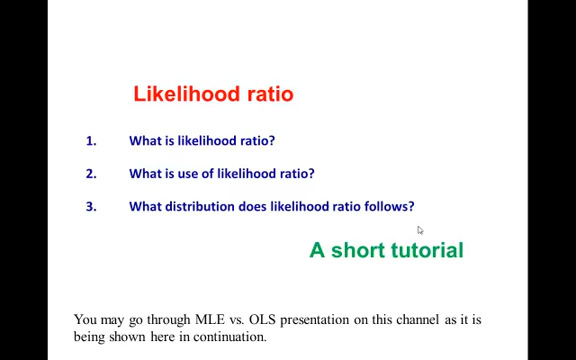 Likelihood ratio
1. What is likelihood ratio?
2. What is use of likelihood ratio?
3. What distribution does likelihood ratio follows?
A short tutorial
You may go through MLE vs. OLS presentation on this channel as it is
being shown here in continuation.